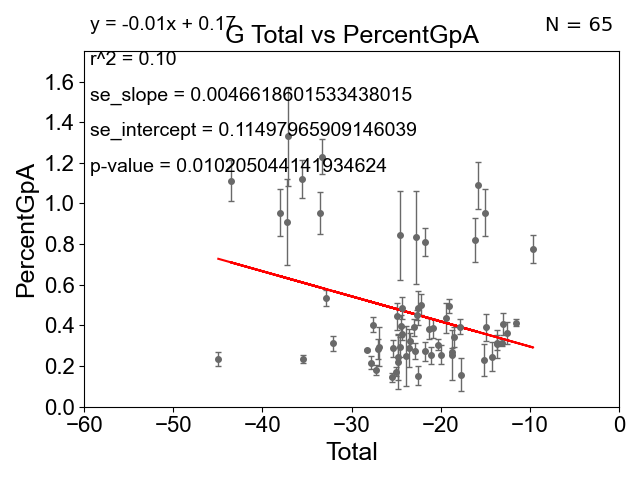 y = -0.01x + 0.17
N = 65
G Total vs PercentGpA
r^2 = 0.10
se_slope = 0.0046618601533438015
se_intercept = 0.11497965909146039
p-value = 0.010205044141934624
PercentGpA
1.6
1.4
1.2
1.0
0.8
0.6
0.4
0.2
0.0
−60 −50 −40 −30 −20 −10 0
Total